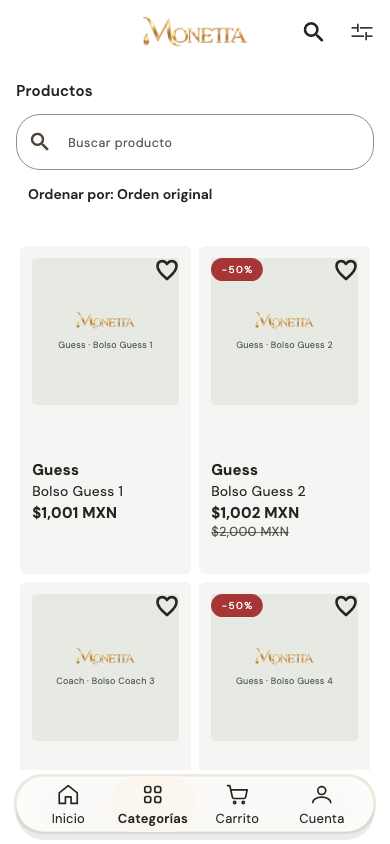 MONETTA
Productos
Buscar producto
Ordenar por: Orden original
-50%
MONETTA
Guess · Bolso Guess 1
MONETTA
Guess · Bolso Guess 2
Guess
Bolso Guess 1
$1,001 MXN
Guess
Bolso Guess 2
$1,002 MXN
$2,000 MXN
-50%
MONETTA
Coach · Bolso Coach 3
MONETTA
Guess · Bolso Guess 4
Inicio
Categorías
Carrito
Cuenta